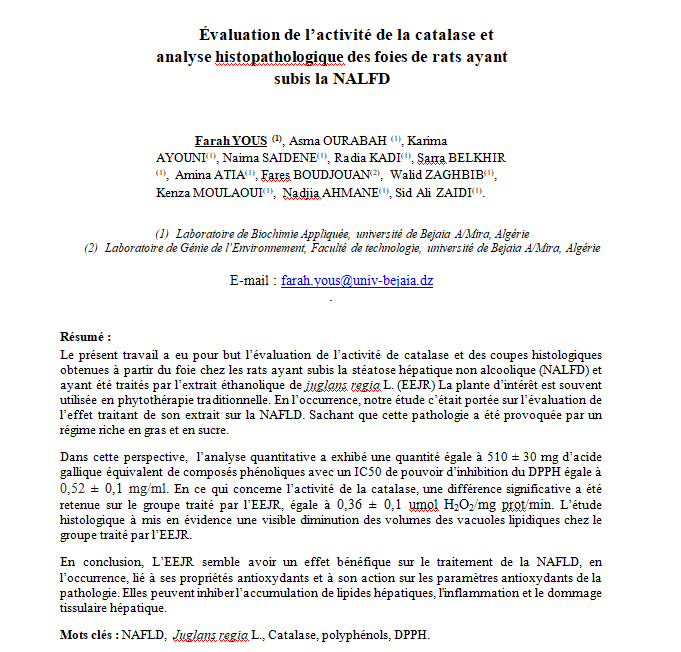 Évaluation de l’activité de la catalase et
analyse histopathologique des foies de rats ayant
subis la NALFD
Farah YOUS (1), Asma OURABAH (1), Karima
AYOUNI(1), Naima SAIDENE(1), Radia KADI(1), Sarra BELKHIR
(1), Amina ATIA(1), Fares BOUDJOUAN(2), Walid ZAGHBIB(1),
Kenza MOULAOUI(1), Nadjia AHMANE(1), Sid Ali ZAIDI(1).
(1) Laboratoire de Biochimie Appliquée, université de Bejaia A/Mira, Algérie
(2) Laboratoire de Génie de l’Environnement, Faculté de technologie, université de Bejaia A/Mira, Algérie
E-mail : farah.yous@univ-bejaia.dz
.
Résumé :
Le présent travail a eu pour but l’évaluation de l’activité de catalase et des coupes histologiques
obtenues à partir du foie chez les rats ayant subis la stéatose hépatique non alcoolique (NALFD) et
ayant été traités par l’extrait éthanolique de juglans regia L. (EEJR) La plante d’intérêt est souvent
utilisée en phytothérapie traditionnelle. En l’occurrence, notre étude c’était portée sur l’évaluation de
l’effet traitant de son extrait sur la NAFLD. Sachant que cette pathologie a été provoquée par un
régime riche en gras et en sucre.
Dans cette perspective, l’analyse quantitative a exhibé une quantité égale à 510 ± 30 mg d’acide
gallique équivalent de composés phénoliques avec un IC50 de pouvoir d’inhibition du DPPH égale à
0,52 ± 0,1 mg/ml. En ce qui concerne l’activité de la catalase, une différence significative a été
retenue sur le groupe traité par l’EEJR, égale à 0,36 ± 0,1 umol H₂O₂/mg prot/min. L’étude
histologique à mis en évidence une visible diminution des volumes des vacuoles lipidiques chez le
groupe traité par l’EEJR.
En conclusion, L’EEJR semble avoir un effet bénéfique sur le traitement de la NAFLD, en
l’occurrence, lié à ses propriétés antioxydants et à son action sur les paramètres antioxydants de la
pathologie. Elles peuvent inhiber l’accumulation de lipides hépatiques, l'inflammation et le dommage
tissulaire hépatique.
Mots clés : NAFLD, Juglans regia L., Catalase, polyphénols, DPPH.